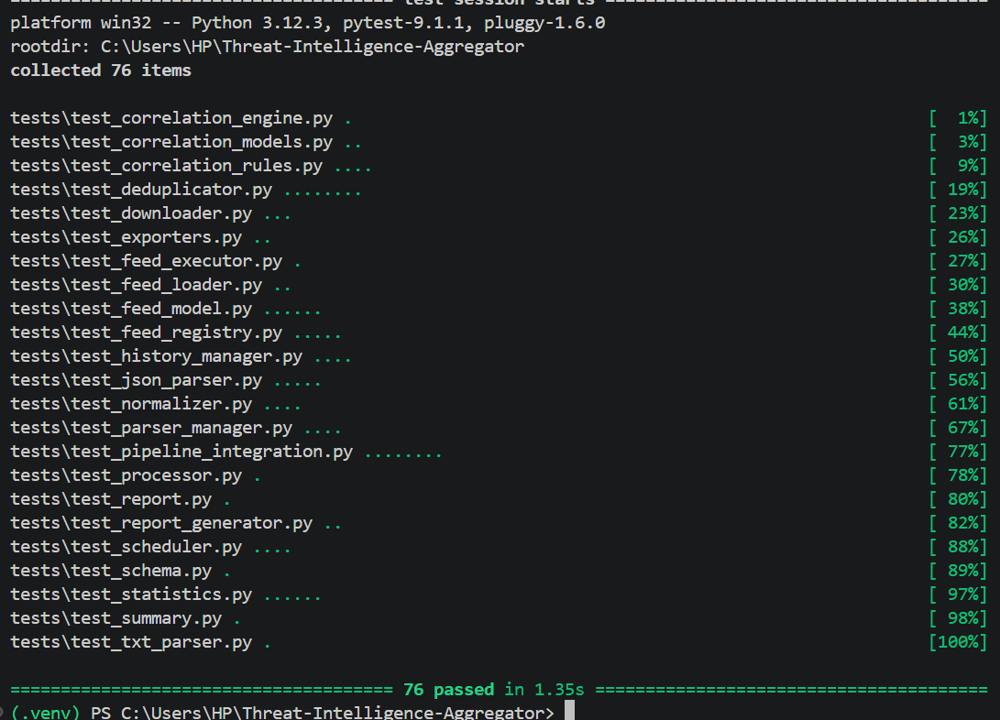 ===================================== test session starts =====================================
platform win32 -- Python 3.12.3, pytest-9.1.1, pluggy-1.6.0
rootdir: C:\Users\HP\Threat-Intelligence-Aggregator
collected 76 items
tests\test_correlation_engine.py . [  1%]
tests\test_correlation_models.py .. [  3%]
tests\test_correlation_rules.py .... [  9%]
tests\test_deduplicator.py ........ [ 19%]
tests\test_downloader.py ... [ 23%]
tests\test_exporters.py .. [ 26%]
tests\test_feed_executor.py . [ 27%]
tests\test_feed_loader.py .. [ 30%]
tests\test_feed_model.py ...... [ 38%]
tests\test_feed_registry.py ..... [ 44%]
tests\test_history_manager.py .... [ 50%]
tests\test_json_parser.py ..... [ 56%]
tests\test_normalizer.py .... [ 61%]
tests\test_parser_manager.py .... [ 67%]
tests\test_pipeline_integration.py ........ [ 77%]
tests\test_processor.py . [ 78%]
tests\test_report.py . [ 80%]
tests\test_report_generator.py .. [ 82%]
tests\test_scheduler.py .... [ 88%]
tests\test_schema.py . [ 89%]
tests\test_statistics.py ...... [ 97%]
tests\test_summary.py . [ 98%]
tests\test_txt_parser.py . [100%]
====================================== 76 passed in 1.35s =======================================
(.venv) PS C:\Users\HP\Threat-Intelligence-Aggregator>